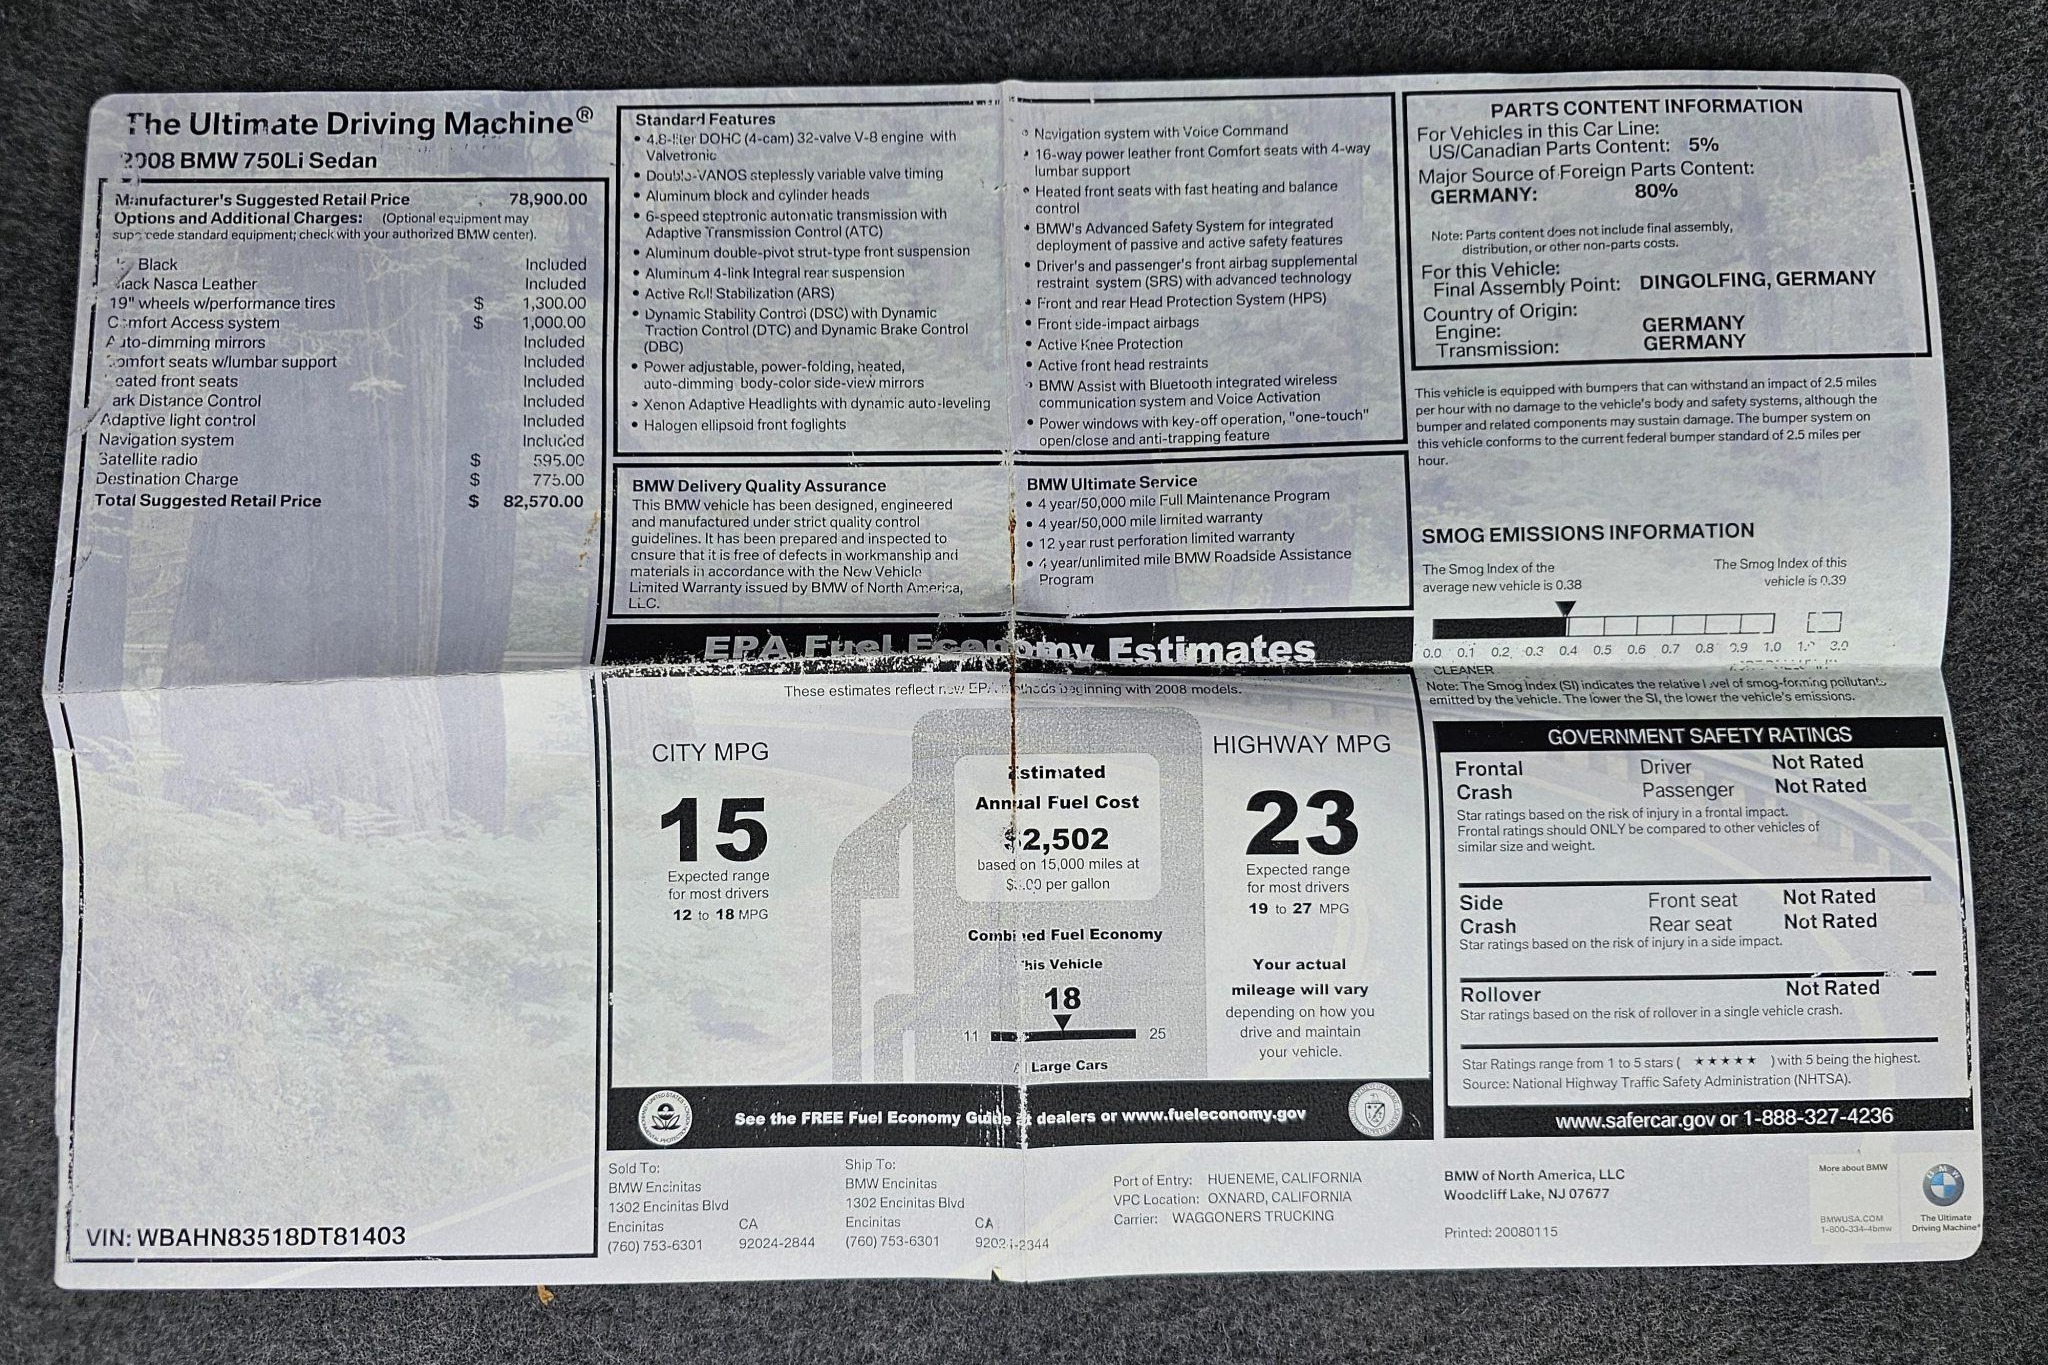 The Ultimate Driving Machine®
2008 BMW 750Li Sedan
Manufacturer's Suggested Retail Price 78,900.00
Options and Additional Charges: (Optional equipment may
supercede standard equipment; check with your authorized BMW center).
Black Included
Black Nasca Leather Included
19" wheels w/performance tires $ 1,300.00
Comfort Access system $ 1,000.00
Auto-dimming mirrors Included
Comfort seats w/lumbar support Included
Heated front seats Included
Park Distance Control Included
Adaptive light control Included
Navigation system Included
Satellite radio $ 595.00
Destination Charge $ 775.00
Total Suggested Retail Price $ 82,570.00
VIN: WBAHN83518DT81403
Standard Features
• 4.8-liter DOHC (4-cam) 32-valve V-8 engine with
Valvetronic
• Double-VANOS steplessly variable valve timing
• Aluminum block and cylinder heads
• 6-speed steptronic automatic transmission with
Adaptive Transmission Control (ATC)
• Aluminum double-pivot strut-type front suspension
• Aluminum 4-link Integral rear suspension
• Active Roll Stabilization (ARS)
• Dynamic Stability Control (DSC) with Dynamic
Traction Control (DTC) and Dynamic Brake Control
(DBC)
• Power adjustable, power-folding, heated,
auto-dimming body-color side-view mirrors
• Xenon Adaptive Headlights with dynamic auto-leveling
• Halogen ellipsoid front foglights
• Navigation system with Voice Command
• 16-way power leather front Comfort seats with 4-way
lumbar support
• Heated front seats with fast heating and balance
control
• BMW's Advanced Safety System for integrated
deployment of passive and active safety features
• Driver's and passenger's front airbag supplemental
restraint system (SRS) with advanced technology
• Front and rear Head Protection System (HPS)
• Front side-impact airbags
• Active Knee Protection
• Active front head restraints
• BMW Assist with Bluetooth integrated wireless
communication system and Voice Activation
• Power windows with key-off operation, "one-touch"
open/close and anti-trapping feature
BMW Delivery Quality Assurance
This BMW vehicle has been designed, engineered
and manufactured under strict quality control
guidelines. It has been prepared and inspected to
ensure that it is free of defects in workmanship and
materials in accordance with the New Vehicle
Limited Warranty issued by BMW of North America,
LLC.
BMW Ultimate Service
• 4 year/50,000 mile Full Maintenance Program
• 4 year/50,000 mile limited warranty
• 12 year rust perforation limited warranty
• 4 year/unlimited mile BMW Roadside Assistance
Program
EPA Fuel Economy Estimates
These estimates reflect new EPA methods beginning with 2008 models.
CITY MPG
15
Expected range
for most drivers
12 to 18 MPG
Estimated
Annual Fuel Cost
$2,502
based on 15,000 miles at
per gallon
Combined Fuel Economy
This Vehicle
18
11 25
All Large Cars
HIGHWAY MPG
23
Expected range
for most drivers
19 to 27 MPG
Your actual
mileage will vary
depending on how you
drive and maintain
your vehicle.
See the FREE Fuel Economy Guide at dealers or www.fueleconomy.gov
Sold To:
BMW Encinitas
1302 Encinitas Blvd
Encinitas CA
(760) 753-6301 92024-2844
Ship To:
BMW Encinitas
1302 Encinitas Blvd
Encinitas CA
(760) 753-6301
Port of Entry: HUENEME, CALIFORNIA
VPC Location: OXNARD, CALIFORNIA
Carrier: WAGGONERS TRUCKING
PARTS CONTENT INFORMATION
For Vehicles in this Car Line:
US/Canadian Parts Content: 5%
Major Source of Foreign Parts Content:
GERMANY: 80%
Note: Parts content does not include final assembly,
distribution, or other non-parts costs.
For this Vehicle:
Final Assembly Point: DINGOLFING, GERMANY
Country of Origin:
Engine: GERMANY
Transmission: GERMANY
This vehicle is equipped with bumpers that can withstand an impact of 2.5 miles
per hour with no damage to the vehicle's body and safety systems, although the
bumper and related components may sustain damage. The bumper system on
this vehicle conforms to the current federal bumper standard of 2.5 miles per
hour.
SMOG EMISSIONS INFORMATION
The Smog Index of the
average new vehicle is 0.38
The Smog Index of this
vehicle is 0.39
0.0 0.1 0.2 0.3 0.4 0.5 0.6 0.7 0.8 0.9 1.0
CLEANER
Note: The Smog Index (SI) indicates the relative level of smog-forming pollutants
emitted by the vehicle. The lower the SI, the lower the vehicle's emissions.
GOVERNMENT SAFETY RATINGS
Frontal Driver Not Rated
Crash Passenger Not Rated
Star ratings based on the risk of injury in a frontal impact.
Frontal ratings should ONLY be compared to other vehicles of
similar size and weight.
Side Front seat Not Rated
Crash Rear seat Not Rated
Star ratings based on the risk of injury in a side impact.
Rollover Not Rated
Star ratings based on the risk of rollover in a single vehicle crash.
Star Ratings range from 1 to 5 stars ( ★★★★★ ) with 5 being the highest.
Source: National Highway Traffic Safety Administration (NHTSA).
www.safercar.gov or 1-888-327-4236
BMW of North America, LLC
Woodcliff Lake, NJ 07677
Printed: 20080115
More about BMW
BMWUSA.COM
1-800-334-4bmw
BMW
The Ultimate
Driving Machine®